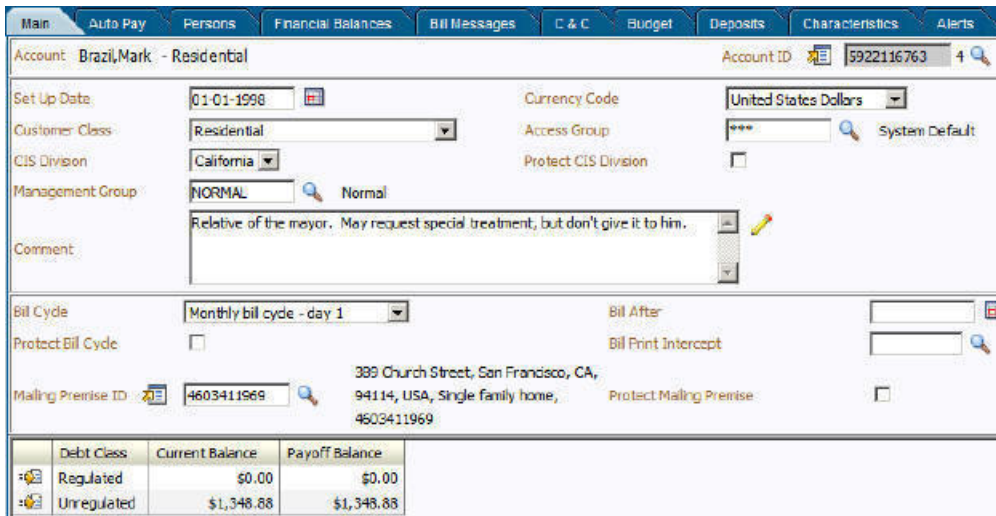 Main Auto Pay Persons Financial Balances Bill Messages C & C Budget Deposits Characteristics Alerts
Account Brazil,Mark - Residential Account ID 5922116763 4
Set Up Date 01-01-1998 Currency Code United States Dollars
Customer Class Residential Access Group *** System Default
CIS Division California Protect CIS Division
Management Group NORMAL Normal
Relative of the mayor. May request special treatment, but don't give it to him.
Comment
Bill Cycle Monthly bill cycle - day 1 Bill After
Protect Bill Cycle Bill Print Intercept
389 Church Street, San Francisco, CA,
Mailing Premise ID 4603411969 94114, USA, Single family home, Protect Mailing Premise
4603411969
Debt Class Current Balance Payoff Balance
Regulated $0.00 $0.00
Unregulated $1,348.88 $1,348.88